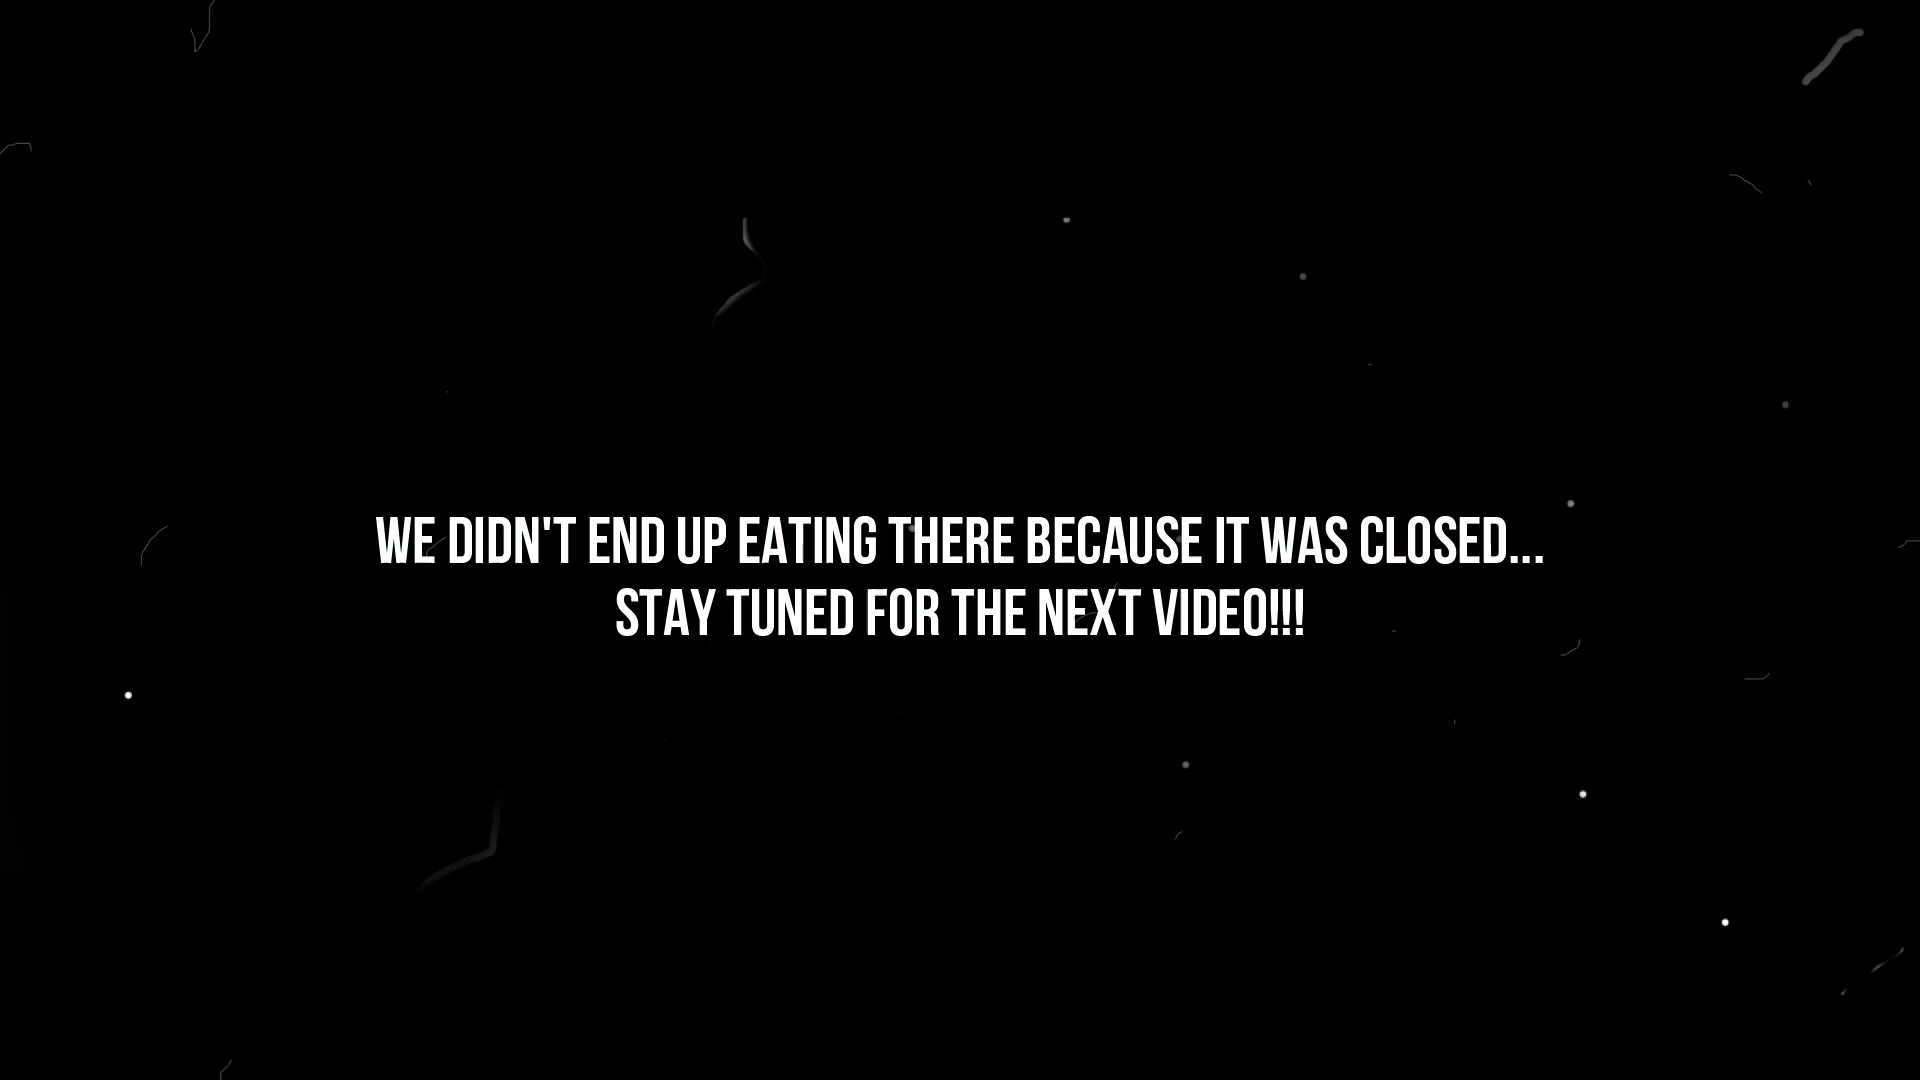 WE DIDN'T END UP EATING THERE BECAUSE IT WAS CLOSED...
STAY TUNED FOR THE NEXT VIDEO!!!